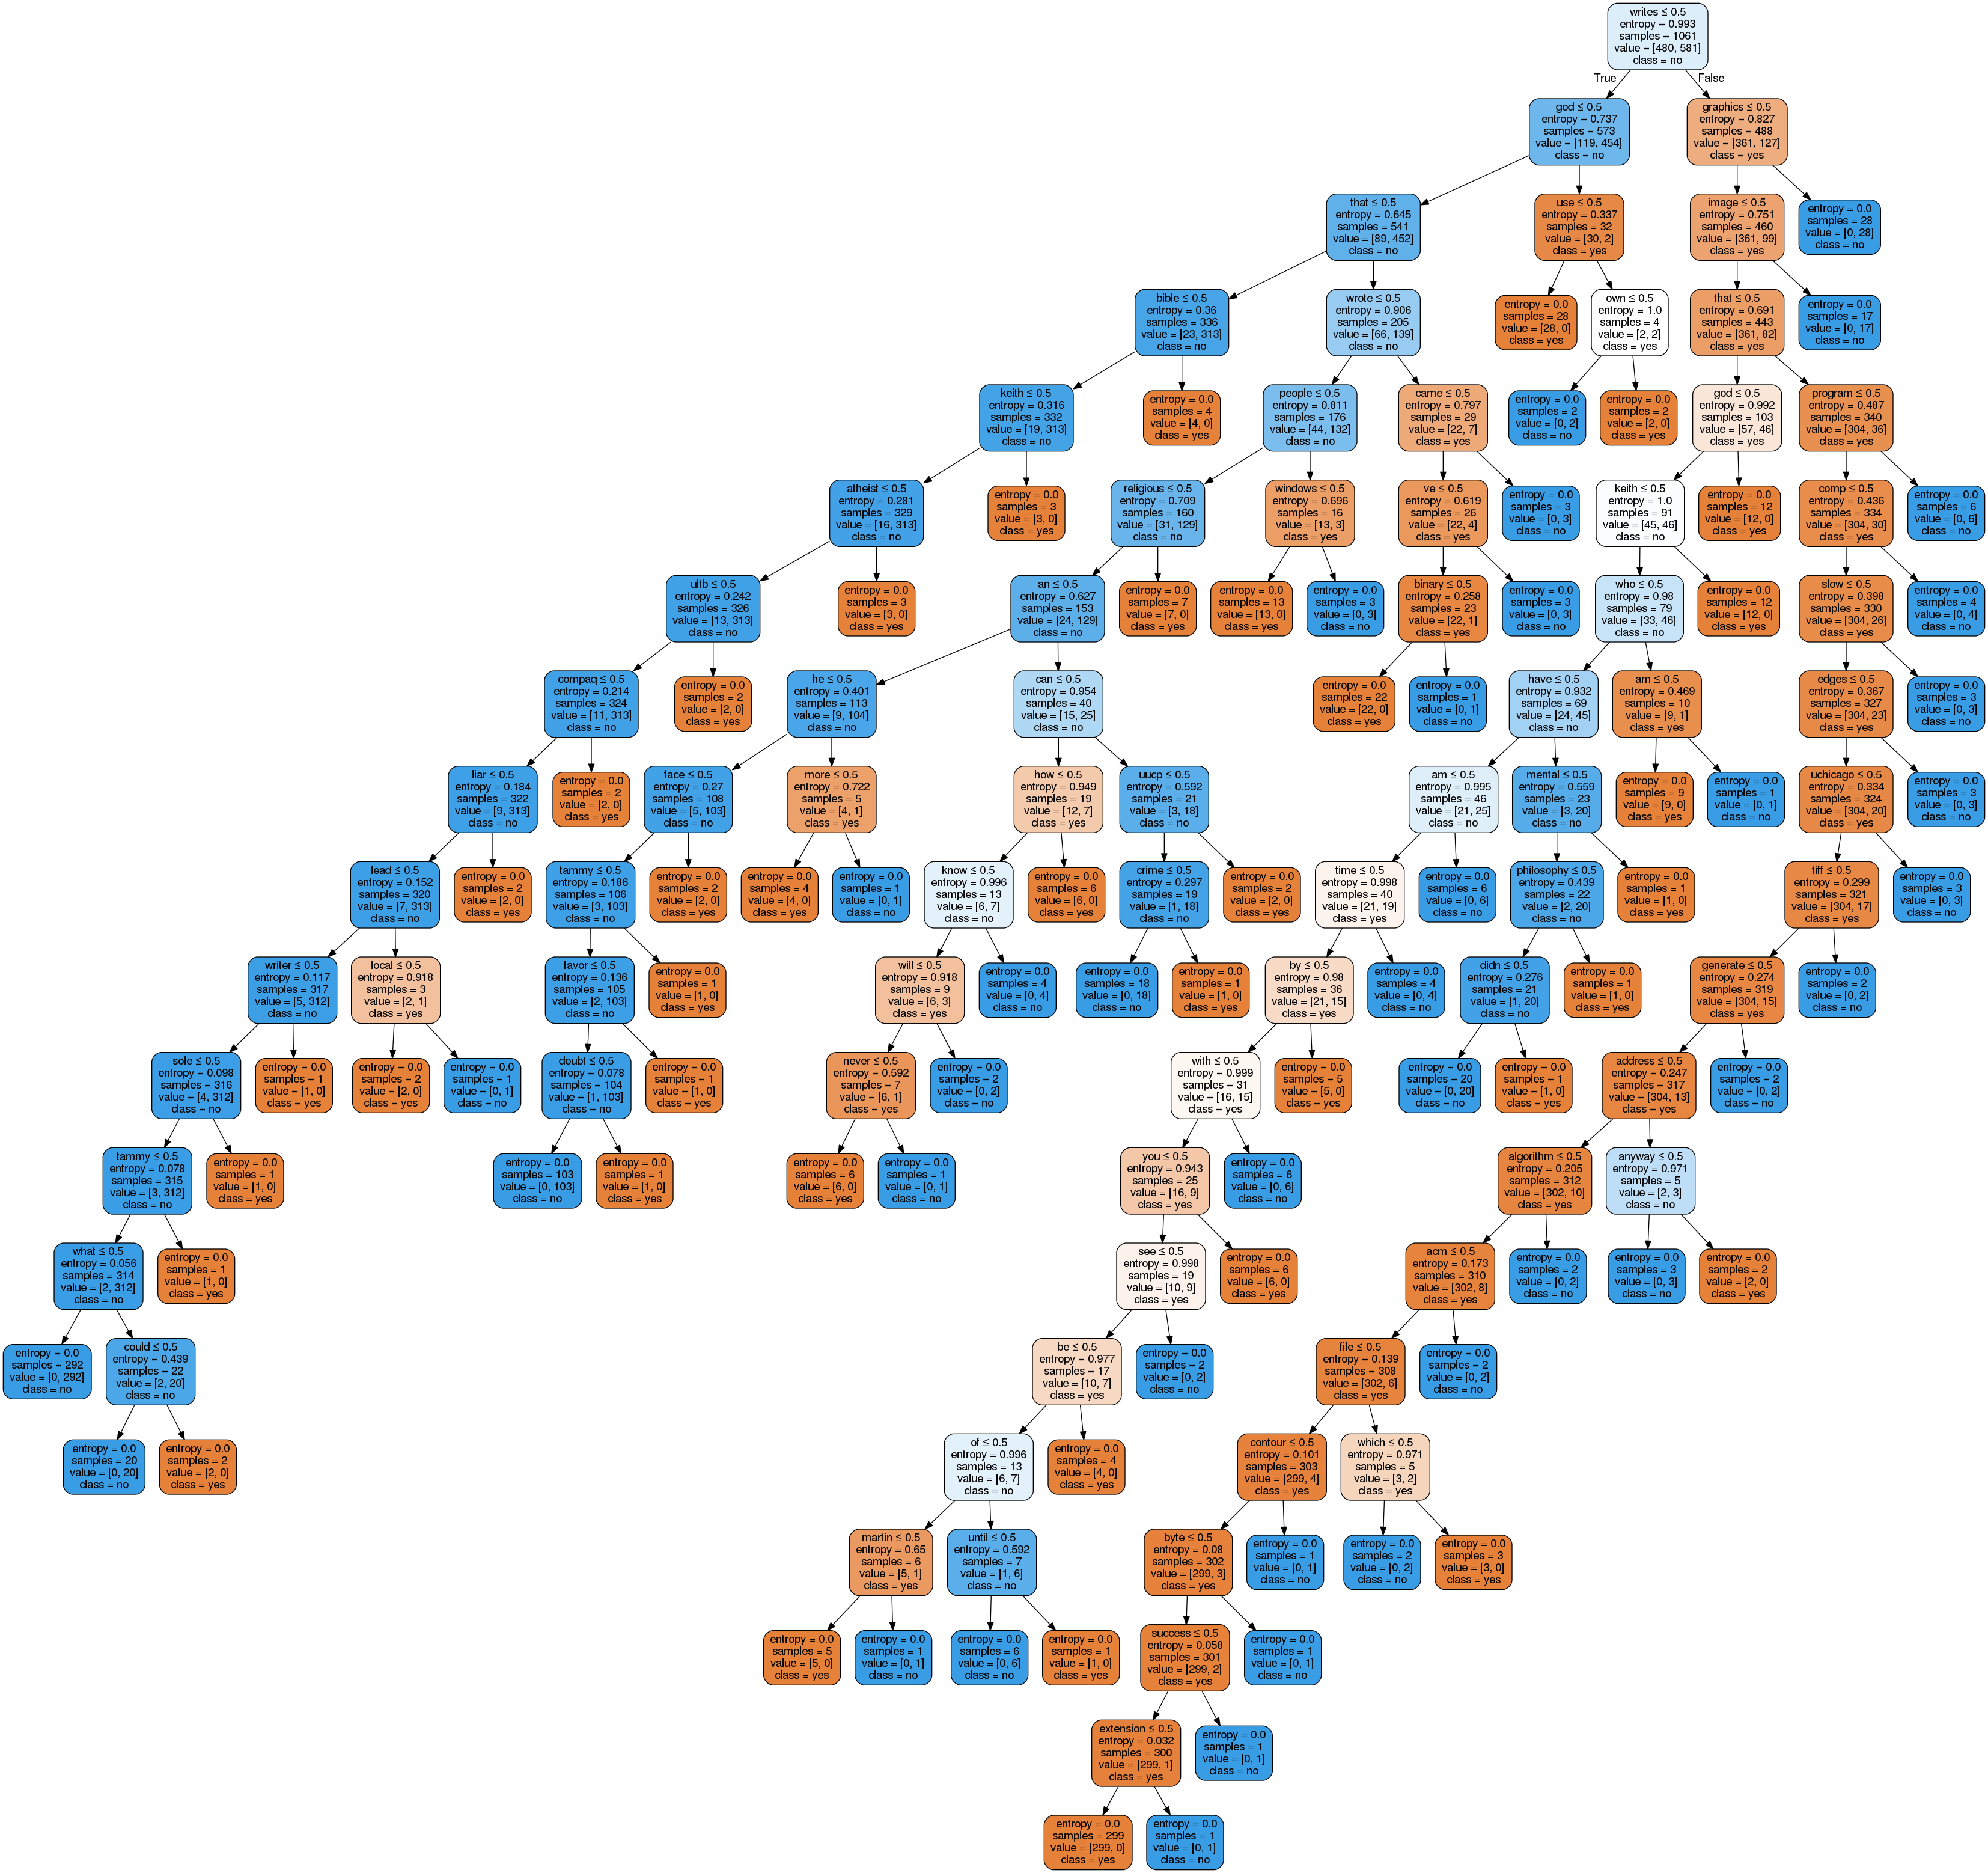 writes ≤ 0.5
entropy = 0.993
samples = 1061
value = [480, 581]
class = no
True
False
god ≤ 0.5
entropy = 0.737
samples = 573
value = [119, 454]
class = no
graphics ≤ 0.5
entropy = 0.827
samples = 488
value = [361, 127]
class = yes
that ≤ 0.5
entropy = 0.645
samples = 541
value = [89, 452]
class = no
use ≤ 0.5
entropy = 0.337
samples = 32
value = [30, 2]
class = yes
image ≤ 0.5
entropy = 0.751
samples = 460
value = [361, 99]
class = yes
entropy = 0.0
samples = 28
value = [0, 28]
class = no
bible ≤ 0.5
entropy = 0.36
samples = 336
value = [23, 313]
class = no
wrote ≤ 0.5
entropy = 0.906
samples = 205
value = [66, 139]
class = no
entropy = 0.0
samples = 28
value = [28, 0]
class = yes
own ≤ 0.5
entropy = 1.0
samples = 4
value = [2, 2]
class = yes
that ≤ 0.5
entropy = 0.691
samples = 443
value = [361, 82]
class = yes
entropy = 0.0
samples = 17
value = [0, 17]
class = no
keith ≤ 0.5
entropy = 0.316
samples = 332
value = [19, 313]
class = no
entropy = 0.0
samples = 4
value = [4, 0]
class = yes
people ≤ 0.5
entropy = 0.811
samples = 176
value = [44, 132]
class = no
came ≤ 0.5
entropy = 0.797
samples = 29
value = [22, 7]
class = yes
entropy = 0.0
samples = 2
value = [0, 2]
class = no
entropy = 0.0
samples = 2
value = [2, 0]
class = yes
god ≤ 0.5
entropy = 0.992
samples = 103
value = [57, 46]
class = yes
program ≤ 0.5
entropy = 0.487
samples = 340
value = [304, 36]
class = yes
atheist ≤ 0.5
entropy = 0.281
samples = 329
value = [16, 313]
class = no
entropy = 0.0
samples = 3
value = [3, 0]
class = yes
religious ≤ 0.5
entropy = 0.709
samples = 160
value = [31, 129]
class = no
windows ≤ 0.5
entropy = 0.696
samples = 16
value = [13, 3]
class = yes
ve ≤ 0.5
entropy = 0.619
samples = 26
value = [22, 4]
class = yes
entropy = 0.0
samples = 3
value = [0, 3]
class = no
keith ≤ 0.5
entropy = 1.0
samples = 91
value = [45, 46]
class = no
entropy = 0.0
samples = 12
value = [12, 0]
class = yes
comp ≤ 0.5
entropy = 0.436
samples = 334
value = [304, 30]
class = yes
entropy = 0.0
samples = 6
value = [0, 6]
class = no
ultb ≤ 0.5
entropy = 0.242
samples = 326
value = [13, 313]
class = no
entropy = 0.0
samples = 3
value = [3, 0]
class = yes
an ≤ 0.5
entropy = 0.627
samples = 153
value = [24, 129]
class = no
entropy = 0.0
samples = 7
value = [7, 0]
class = yes
entropy = 0.0
samples = 13
value = [13, 0]
class = yes
entropy = 0.0
samples = 3
value = [0, 3]
class = no
binary ≤ 0.5
entropy = 0.258
samples = 23
value = [22, 1]
class = yes
entropy = 0.0
samples = 3
value = [0, 3]
class = no
who ≤ 0.5
entropy = 0.98
samples = 79
value = [33, 46]
class = no
entropy = 0.0
samples = 12
value = [12, 0]
class = yes
slow ≤ 0.5
entropy = 0.398
samples = 330
value = [304, 26]
class = yes
entropy = 0.0
samples = 4
value = [0, 4]
class = no
compaq ≤ 0.5
entropy = 0.214
samples = 324
value = [11, 313]
class = no
entropy = 0.0
samples = 2
value = [2, 0]
class = yes
he ≤ 0.5
entropy = 0.401
samples = 113
value = [9, 104]
class = no
can ≤ 0.5
entropy = 0.954
samples = 40
value = [15, 25]
class = no
entropy = 0.0
samples = 22
value = [22, 0]
class = yes
entropy = 0.0
samples = 1
value = [0, 1]
class = no
have ≤ 0.5
entropy = 0.932
samples = 69
value = [24, 45]
class = no
am ≤ 0.5
entropy = 0.469
samples = 10
value = [9, 1]
class = yes
edges ≤ 0.5
entropy = 0.367
samples = 327
value = [304, 23]
class = yes
entropy = 0.0
samples = 3
value = [0, 3]
class = no
liar ≤ 0.5
entropy = 0.184
samples = 322
value = [9, 313]
class = no
entropy = 0.0
samples = 2
value = [2, 0]
class = yes
face ≤ 0.5
entropy = 0.27
samples = 108
value = [5, 103]
class = no
more ≤ 0.5
entropy = 0.722
samples = 5
value = [4, 1]
class = yes
how ≤ 0.5
entropy = 0.949
samples = 19
value = [12, 7]
class = yes
uucp ≤ 0.5
entropy = 0.592
samples = 21
value = [3, 18]
class = no
am ≤ 0.5
entropy = 0.995
samples = 46
value = [21, 25]
class = no
mental ≤ 0.5
entropy = 0.559
samples = 23
value = [3, 20]
class = no
entropy = 0.0
samples = 9
value = [9, 0]
class = yes
entropy = 0.0
samples = 1
value = [0, 1]
class = no
uchicago ≤ 0.5
entropy = 0.334
samples = 324
value = [304, 20]
class = yes
entropy = 0.0
samples = 3
value = [0, 3]
class = no
lead ≤ 0.5
entropy = 0.152
samples = 320
value = [7, 313]
class = no
entropy = 0.0
samples = 2
value = [2, 0]
class = yes
tammy ≤ 0.5
entropy = 0.186
samples = 106
value = [3, 103]
class = no
entropy = 0.0
samples = 2
value = [2, 0]
class = yes
entropy = 0.0
samples = 4
value = [4, 0]
class = yes
entropy = 0.0
samples = 1
value = [0, 1]
class = no
know ≤ 0.5
entropy = 0.996
samples = 13
value = [6, 7]
class = no
entropy = 0.0
samples = 6
value = [6, 0]
class = yes
crime ≤ 0.5
entropy = 0.297
samples = 19
value = [1, 18]
class = no
entropy = 0.0
samples = 2
value = [2, 0]
class = yes
time ≤ 0.5
entropy = 0.998
samples = 40
value = [21, 19]
class = yes
entropy = 0.0
samples = 6
value = [0, 6]
class = no
philosophy ≤ 0.5
entropy = 0.439
samples = 22
value = [2, 20]
class = no
entropy = 0.0
samples = 1
value = [1, 0]
class = yes
tiff ≤ 0.5
entropy = 0.299
samples = 321
value = [304, 17]
class = yes
entropy = 0.0
samples = 3
value = [0, 3]
class = no
writer ≤ 0.5
entropy = 0.117
samples = 317
value = [5, 312]
class = no
local ≤ 0.5
entropy = 0.918
samples = 3
value = [2, 1]
class = yes
favor ≤ 0.5
entropy = 0.136
samples = 105
value = [2, 103]
class = no
entropy = 0.0
samples = 1
value = [1, 0]
class = yes
will ≤ 0.5
entropy = 0.918
samples = 9
value = [6, 3]
class = yes
entropy = 0.0
samples = 4
value = [0, 4]
class = no
entropy = 0.0
samples = 18
value = [0, 18]
class = no
entropy = 0.0
samples = 1
value = [1, 0]
class = yes
by ≤ 0.5
entropy = 0.98
samples = 36
value = [21, 15]
class = yes
entropy = 0.0
samples = 4
value = [0, 4]
class = no
didn ≤ 0.5
entropy = 0.276
samples = 21
value = [1, 20]
class = no
entropy = 0.0
samples = 1
value = [1, 0]
class = yes
generate ≤ 0.5
entropy = 0.274
samples = 319
value = [304, 15]
class = yes
entropy = 0.0
samples = 2
value = [0, 2]
class = no
sole ≤ 0.5
entropy = 0.098
samples = 316
value = [4, 312]
class = no
entropy = 0.0
samples = 1
value = [1, 0]
class = yes
entropy = 0.0
samples = 2
value = [2, 0]
class = yes
entropy = 0.0
samples = 1
value = [0, 1]
class = no
doubt ≤ 0.5
entropy = 0.078
samples = 104
value = [1, 103]
class = no
entropy = 0.0
samples = 1
value = [1, 0]
class = yes
never ≤ 0.5
entropy = 0.592
samples = 7
value = [6, 1]
class = yes
entropy = 0.0
samples = 2
value = [0, 2]
class = no
with ≤ 0.5
entropy = 0.999
samples = 31
value = [16, 15]
class = yes
entropy = 0.0
samples = 5
value = [5, 0]
class = yes
entropy = 0.0
samples = 20
value = [0, 20]
class = no
entropy = 0.0
samples = 1
value = [1, 0]
class = yes
address ≤ 0.5
entropy = 0.247
samples = 317
value = [304, 13]
class = yes
entropy = 0.0
samples = 2
value = [0, 2]
class = no
tammy ≤ 0.5
entropy = 0.078
samples = 315
value = [3, 312]
class = no
entropy = 0.0
samples = 1
value = [1, 0]
class = yes
entropy = 0.0
samples = 103
value = [0, 103]
class = no
entropy = 0.0
samples = 1
value = [1, 0]
class = yes
entropy = 0.0
samples = 6
value = [6, 0]
class = yes
entropy = 0.0
samples = 1
value = [0, 1]
class = no
you ≤ 0.5
entropy = 0.943
samples = 25
value = [16, 9]
class = yes
entropy = 0.0
samples = 6
value = [0, 6]
class = no
algorithm ≤ 0.5
entropy = 0.205
samples = 312
value = [302, 10]
class = yes
anyway ≤ 0.5
entropy = 0.971
samples = 5
value = [2, 3]
class = no
what ≤ 0.5
entropy = 0.056
samples = 314
value = [2, 312]
class = no
entropy = 0.0
samples = 1
value = [1, 0]
class = yes
see ≤ 0.5
entropy = 0.998
samples = 19
value = [10, 9]
class = yes
entropy = 0.0
samples = 6
value = [6, 0]
class = yes
acm ≤ 0.5
entropy = 0.173
samples = 310
value = [302, 8]
class = yes
entropy = 0.0
samples = 2
value = [0, 2]
class = no
entropy = 0.0
samples = 3
value = [0, 3]
class = no
entropy = 0.0
samples = 2
value = [2, 0]
class = yes
entropy = 0.0
samples = 292
value = [0, 292]
class = no
could ≤ 0.5
entropy = 0.439
samples = 22
value = [2, 20]
class = no
be ≤ 0.5
entropy = 0.977
samples = 17
value = [10, 7]
class = yes
entropy = 0.0
samples = 2
value = [0, 2]
class = no
file ≤ 0.5
entropy = 0.139
samples = 308
value = [302, 6]
class = yes
entropy = 0.0
samples = 2
value = [0, 2]
class = no
entropy = 0.0
samples = 20
value = [0, 20]
class = no
entropy = 0.0
samples = 2
value = [2, 0]
class = yes
of ≤ 0.5
entropy = 0.996
samples = 13
value = [6, 7]
class = no
entropy = 0.0
samples = 4
value = [4, 0]
class = yes
contour ≤ 0.5
entropy = 0.101
samples = 303
value = [299, 4]
class = yes
which ≤ 0.5
entropy = 0.971
samples = 5
value = [3, 2]
class = yes
martin ≤ 0.5
entropy = 0.65
samples = 6
value = [5, 1]
class = yes
until ≤ 0.5
entropy = 0.592
samples = 7
value = [1, 6]
class = no
byte ≤ 0.5
entropy = 0.08
samples = 302
value = [299, 3]
class = yes
entropy = 0.0
samples = 1
value = [0, 1]
class = no
entropy = 0.0
samples = 2
value = [0, 2]
class = no
entropy = 0.0
samples = 3
value = [3, 0]
class = yes
entropy = 0.0
samples = 5
value = [5, 0]
class = yes
entropy = 0.0
samples = 1
value = [0, 1]
class = no
entropy = 0.0
samples = 6
value = [0, 6]
class = no
entropy = 0.0
samples = 1
value = [1, 0]
class = yes
success ≤ 0.5
entropy = 0.058
samples = 301
value = [299, 2]
class = yes
entropy = 0.0
samples = 1
value = [0, 1]
class = no
extension ≤ 0.5
entropy = 0.032
samples = 300
value = [299, 1]
class = yes
entropy = 0.0
samples = 1
value = [0, 1]
class = no
entropy = 0.0
samples = 299
value = [299, 0]
class = yes
entropy = 0.0
samples = 1
value = [0, 1]
class = no